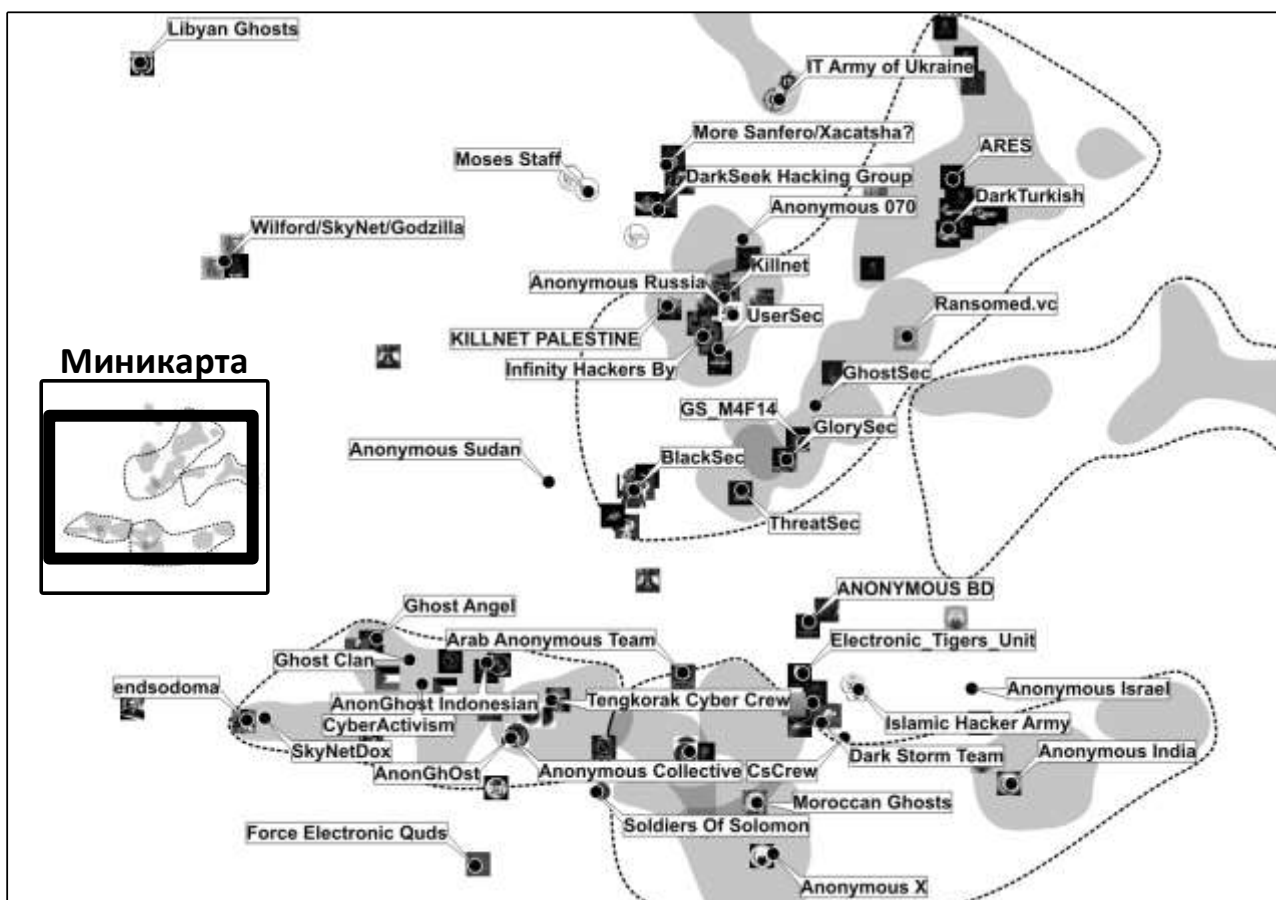 Libyan Ghosts
IT Army of Ukraine
More Sanfero/Xacatsha?
Moses Staff
ARES
DarkSeek Hacking Group
DarkTurkish
Anonymous 070
Wilford/SkyNet/Godzilla
Killnet
Anonymous Russia
Ransomed.vc
UserSec
KILLNET PALESTINE
Миникарта
Infinity Hackers By
GhostSec
GS_M4F14
GlorySec
Anonymous Sudan
BlackSec
ThreatSec
ANONYMOUS BD
Ghost Angel
Arab Anonymous Team
Electronic_Tigers_Unit
Ghost Clan
endsodoma
Anonymous Israel
AnonGhost Indonesian
Tengkorak Cyber Crew
Islamic Hacker Army
CyberActivism
SkyNetDox
Dark Storm Team
Anonymous India
AnonGhOst
Anonymous Collective
CsCrew
Moroccan Ghosts
Soldiers Of Solomon
Force Electronic Quds
Anonymous X